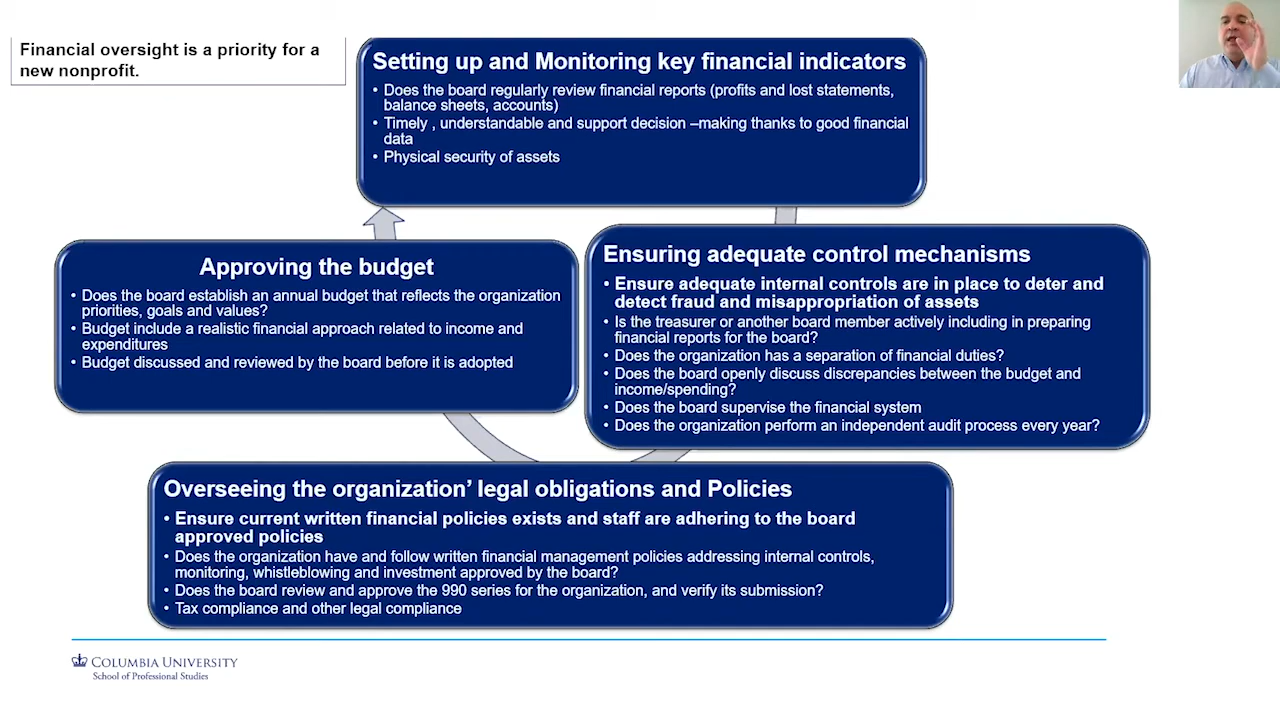 Financial oversight is a priority for a
new nonprofit.
Setting up and Monitoring key financial indicators
• Does the board regularly review financial reports (profits and lost statements,
balance sheets, accounts)
• Timely , understandable and support decision –making thanks to good financial
data
• Physical security of assets
Ensuring adequate control mechanisms
• Ensure adequate internal controls are in place to deter and
detect fraud and misappropriation of assets
• Is the treasurer or another board member actively including in preparing
financial reports for the board?
• Does the organization has a separation of financial duties?
• Does the board openly discuss discrepancies between the budget and
income/spending?
• Does the board supervise the financial system
• Does the organization perform an independent audit process every year?
Approving the budget
• Does the board establish an annual budget that reflects the organization
priorities, goals and values?
• Budget include a realistic financial approach related to income and
expenditures
• Budget discussed and reviewed by the board before it is adopted
Overseeing the organization’ legal obligations and Policies
• Ensure current written financial policies exists and staff are adhering to the board
approved policies
• Does the organization have and follow written financial management policies addressing internal controls,
monitoring, whistleblowing and investment approved by the board?
• Does the board review and approve the 990 series for the organization, and verify its submission?
• Tax compliance and other legal compliance
COLUMBIA UNIVERSITY
School of Professional Studies